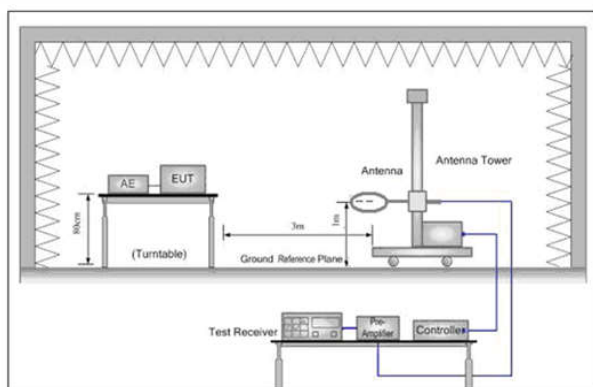 Antenna Tower
Antenna
AE
EUT
80cm
(Turntable)
3m
1m
Ground Reference Plane
Test Receiver
Pre-
Amplifier
Controller